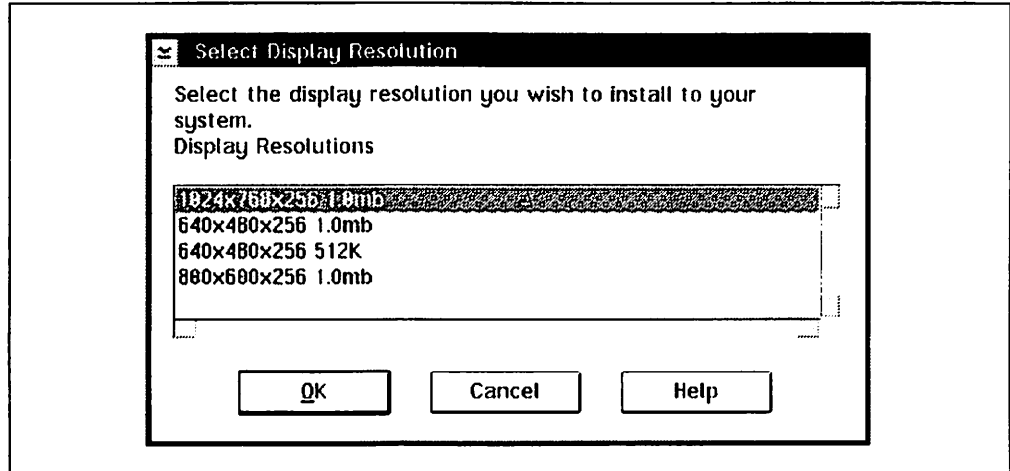 Select Display Resolution
Select the display resolution you wish to install to your
system.
Display Resolutions
1024x768x256 1.0mb
640x480x256 1.0mb
640x480x256 512K
800x600x256 1.0mb
OK
Cancel
Help